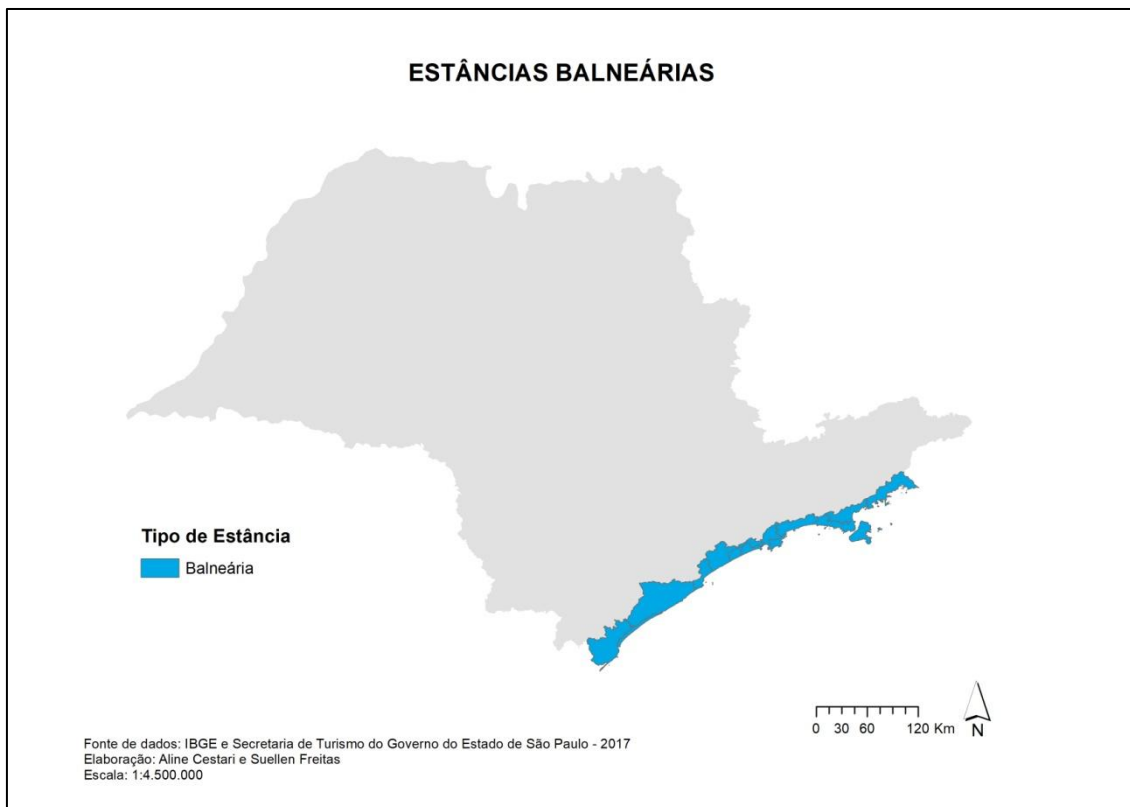 ESTÂNCIAS BALNEÁRIAS
Tipo de Estância
Balneária
0 30 60 120 Km
N
Fonte de dados: IBGE e Secretaria de Turismo do Governo do Estado de São Paulo - 2017
Elaboração: Aline Cestari e Suellen Freitas
Escala: 1:4.500.000